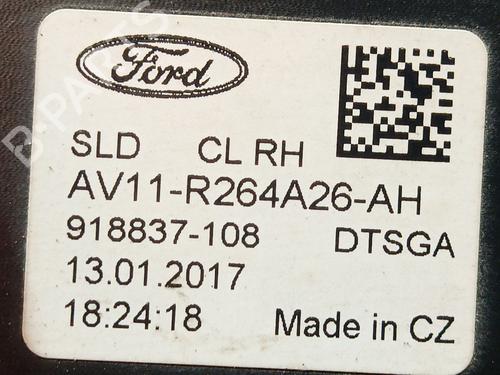 Ford
SLD CL RH
AV11-R264A26-AH
918837-108 DTSGA
13.01.2017
18:24:18 Made in CZ
B-PARTS